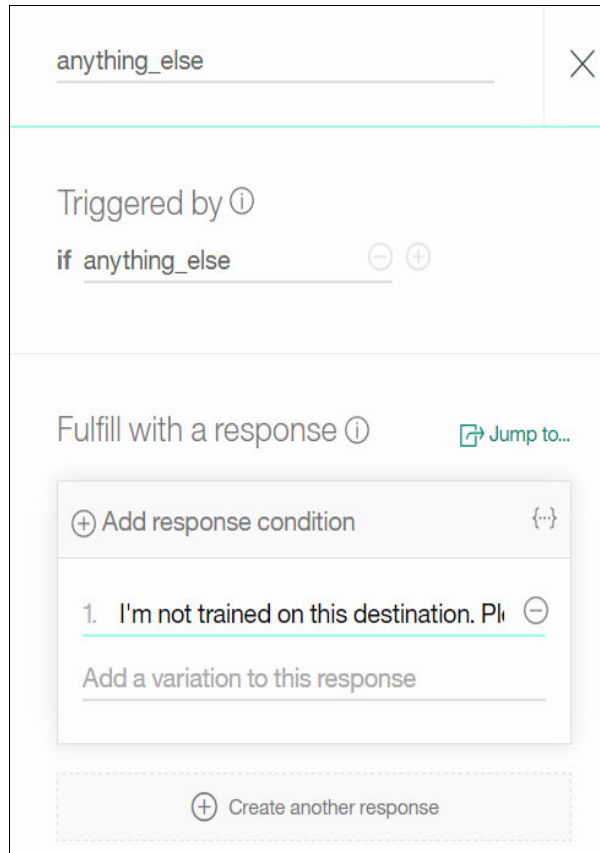 anything_else
Triggered by
if anything_else
Fulfill with a response
Jump to...
Add response condition
{...}
1. I'm not trained on this destination.
Add a variation to this response
Create another response